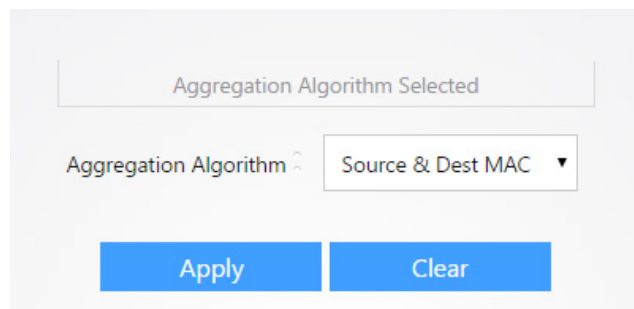 Aggregation Algorithm Selected
Aggregation Algorithm Source & Dest MAC
Apply Clear